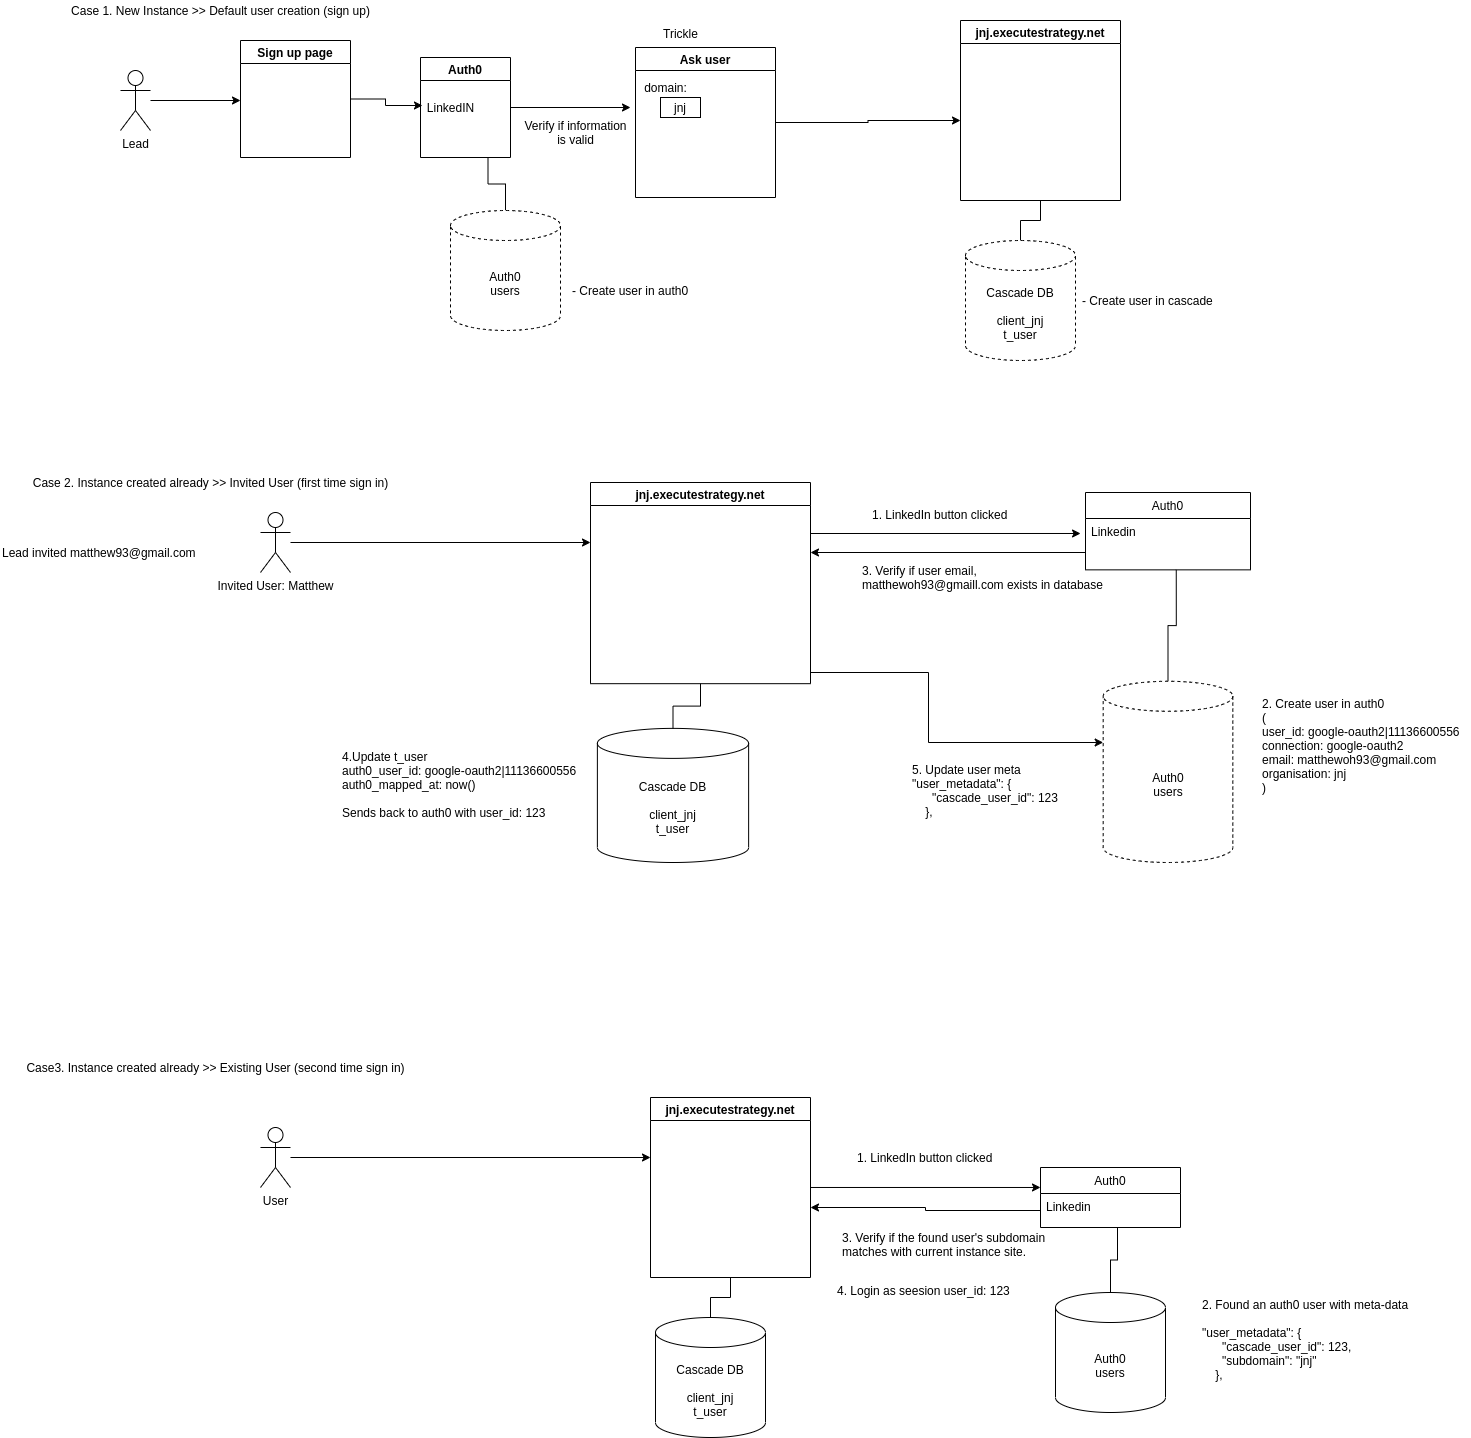 Case 1. New Instance >> Default user creation (sign up)
Trickle
Sign up page
Auth0
LinkedIN
Ask user
domain:
jnj
jnj.executestrategy.net
Lead
Verify if information
is valid
Auth0
users
- Create user in auth0
Cascade DB
client_jnj
t_user
- Create user in cascade
Case 2. Instance created already >> Invited User (first time sign in)
Lead invited matthew93@gmail.com
Invited User: Matthew
jnj.executestrategy.net
1. LinkedIn button clicked
Auth0
Linkedin
3. Verify if user email,
matthewoh93@gmaill.com exists in database
2. Create user in auth0
(
user_id: google-oauth2|11136600556
connection: google-oauth2
email: matthewoh93@gmail.com
organisation: jnj
)
4.Update t_user
auth0_user_id: google-oauth2|11136600556
auth0_mapped_at: now()
Sends back to auth0 with user_id: 123
Cascade DB
client_jnj
t_user
5. Update user meta
"user_metadata": {
"cascade_user_id": 123
},
Auth0
users
Case3. Instance created already >> Existing User (second time sign in)
User
jnj.executestrategy.net
1. LinkedIn button clicked
Auth0
Linkedin
3. Verify if the found user's subdomain
matches with current instance site.
4. Login as seesion user_id: 123
2. Found an auth0 user with meta-data
"user_metadata": {
"cascade_user_id": 123,
"subdomain": "jnj"
},
Auth0
users
Cascade DB
client_jnj
t_user